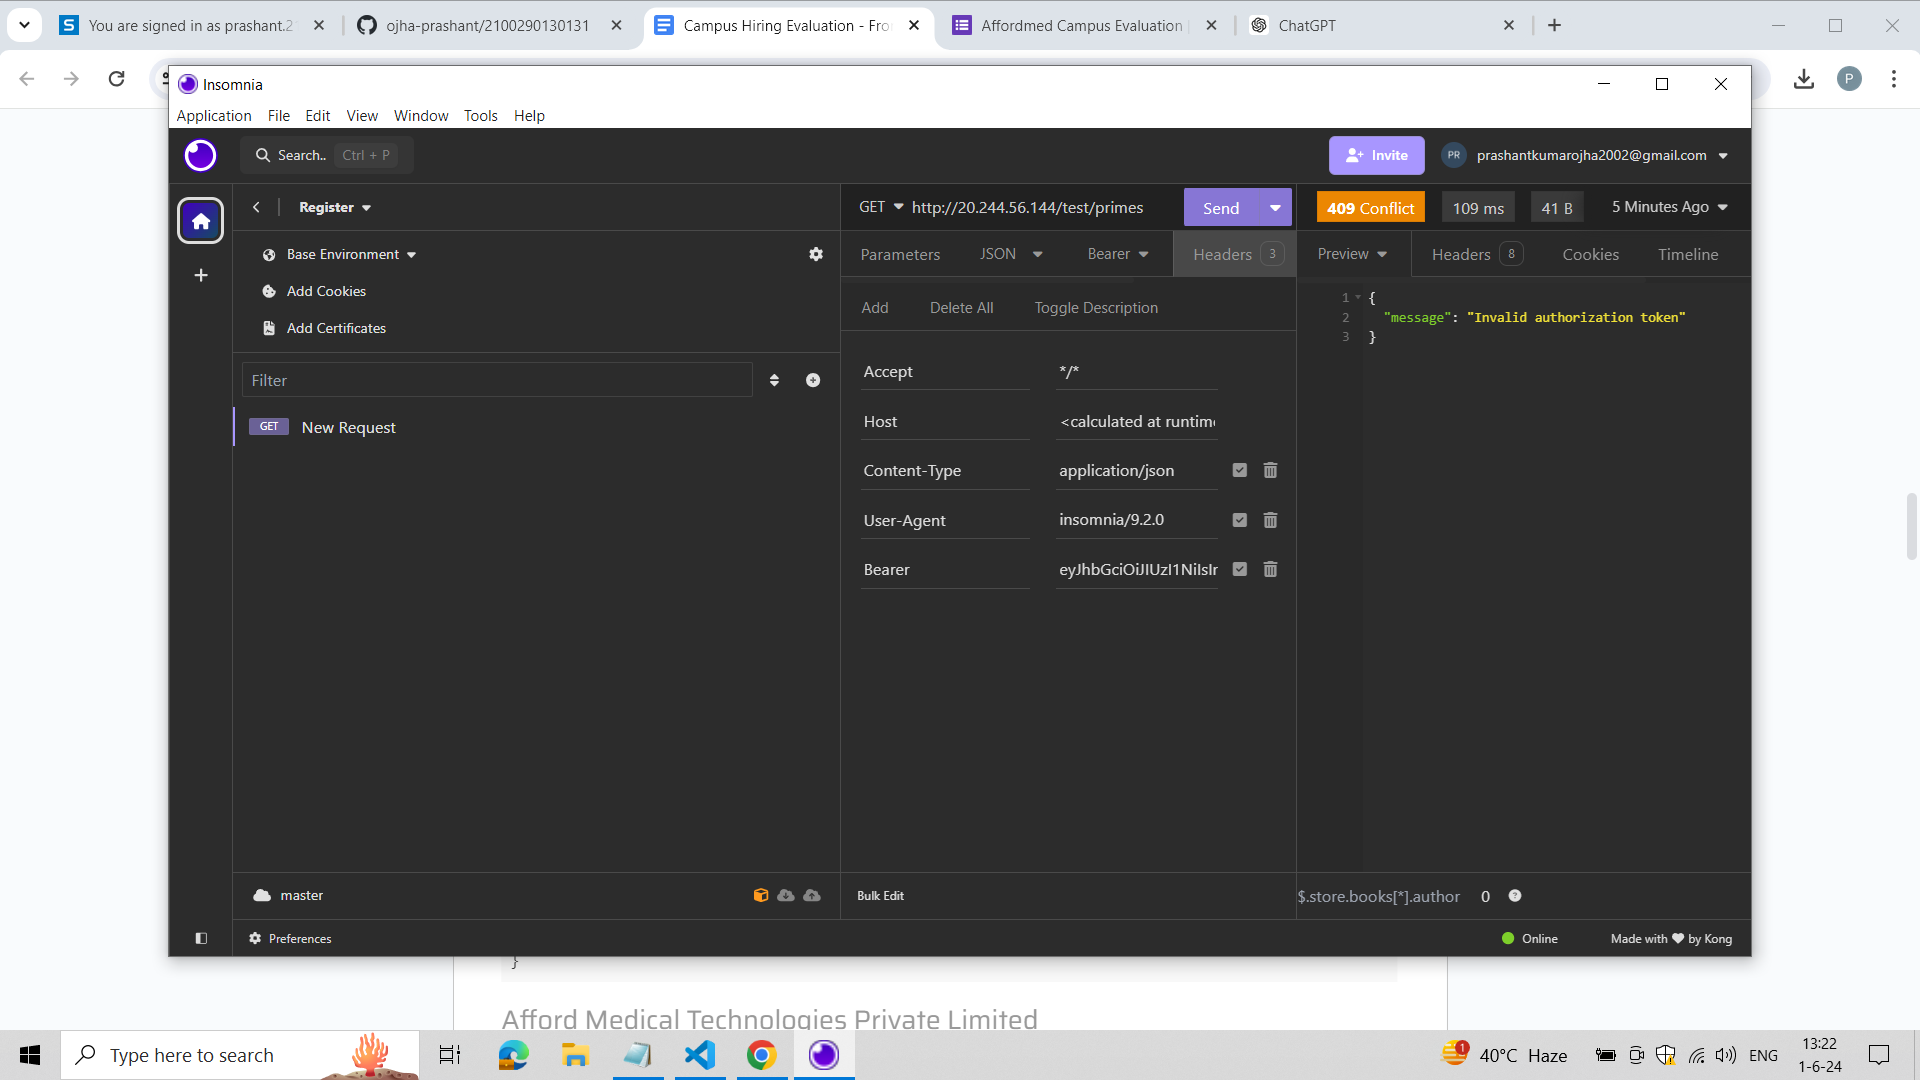 You are signed in as prashant.2
ojha-prashant/2100290130131
Campus Hiring Evaluation - Fro
Affordmed Campus Evaluation
ChatGPT
P
Insomnia
Application File Edit View Window Tools Help
Search.. Ctrl + P
Invite
PR prashantkumarojha2002@gmail.com
Register
GET http://20.244.56.144/test/primes
Send
409 Conflict 109 ms 41 B 5 Minutes Ago
Base Environment
Parameters JSON Bearer Headers 3
Preview Headers 8 Cookies Timeline
Add Cookies
Add Certificates
Add Delete All Toggle Description
1 {
2 "message": "Invalid authorization token"
3 }
Filter
GET New Request
Accept */*
Host <calculated at runtime
Content-Type application/json
User-Agent insomnia/9.2.0
Bearer eyJhbGciOiJIUzI1NiIsIr
master
Bulk Edit
$.store.books[*].author 0
Preferences
Online
Made with ❤ by Kong
}
Afford Medical Technologies Private Limited
Type here to search
1
40°C Haze
ENG
13:22
1-6-24